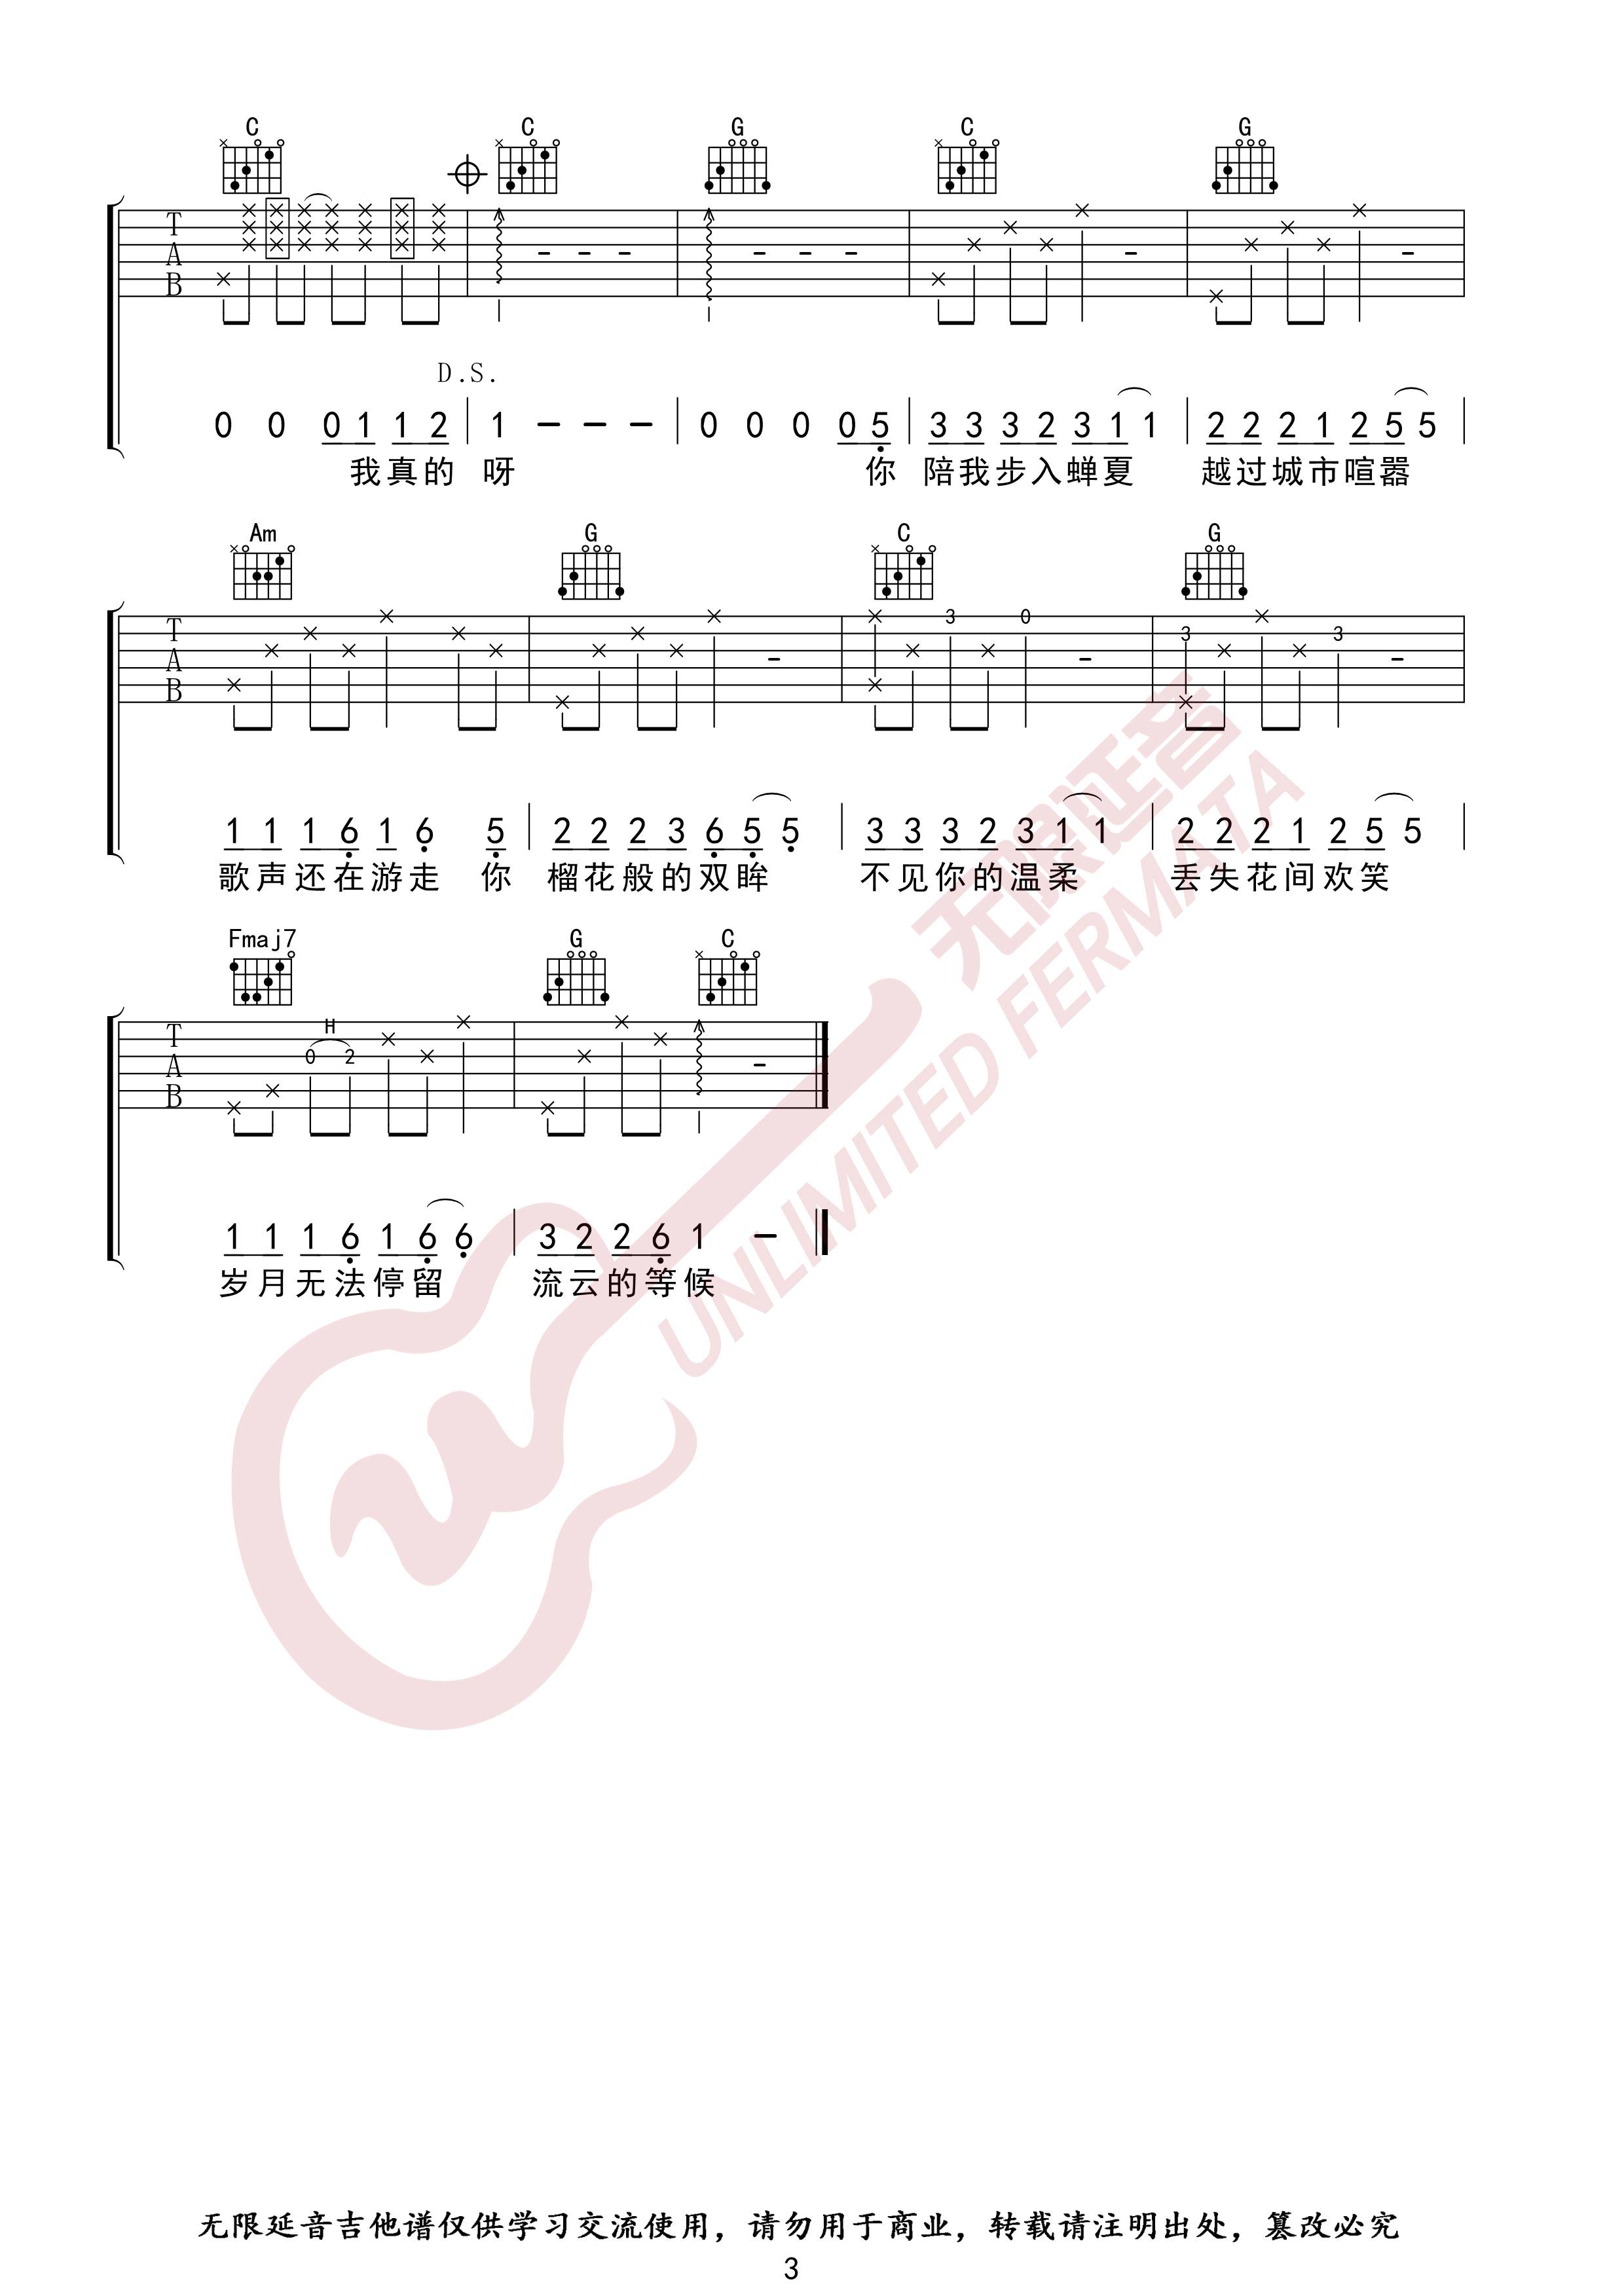 C C G C G
T
A
B
D.S.
0 0 0 1 1 2 | 1 - - - | 0 0 0 0 5 | 3 3 3 2 3 1 1 | 2 2 2 1 2 5 5 |
我真的 呀 你 陪我步入蝉夏 越过城市喧嚣
Am G C G
3 0 3 3
T
A
B
1 1 1 6 1 6 5 | 2 2 2 3 6 5 5 | 3 3 3 2 3 1 1 | 2 2 2 1 2 5 5 |
歌声还在游走 你 榴花般的双眸 不见你的温柔 丢失花间欢笑
Fmaj7 G C
H
0 2
T
A
B
1 1 1 6 1 6 6 | 3 2 2 6 1 -
岁月无法停留 流云的等候
无限延音
UNLIMITED FERMATA
无限延音吉他谱仅供学习交流使用，请勿用于商业，转载请注明出处，篡改必究
3